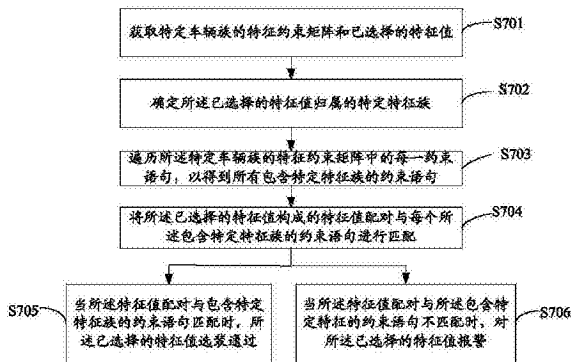 获取特定车辆族的特征约束矩阵和已选择的特征值
S701
确定所述已选择的特征值归属的特定特征族
S702
遍历所述特定车辆族的特征约束矩阵中的每一约束
语句，以得到所有包含特定特征族的约束语句
S703
将所述已选择的特征值构成的特征值配对与每个所
述包含特定特征族的约束语句进行匹配
S704
S705
当所述特征值配对与包含特定
特征族的约束语句匹配时，所
述已选择的特征值选装通过
当所述特征值配对与所述包含特
定特征的约束语句不匹配时，对
所述已选择的特征值报警
S706